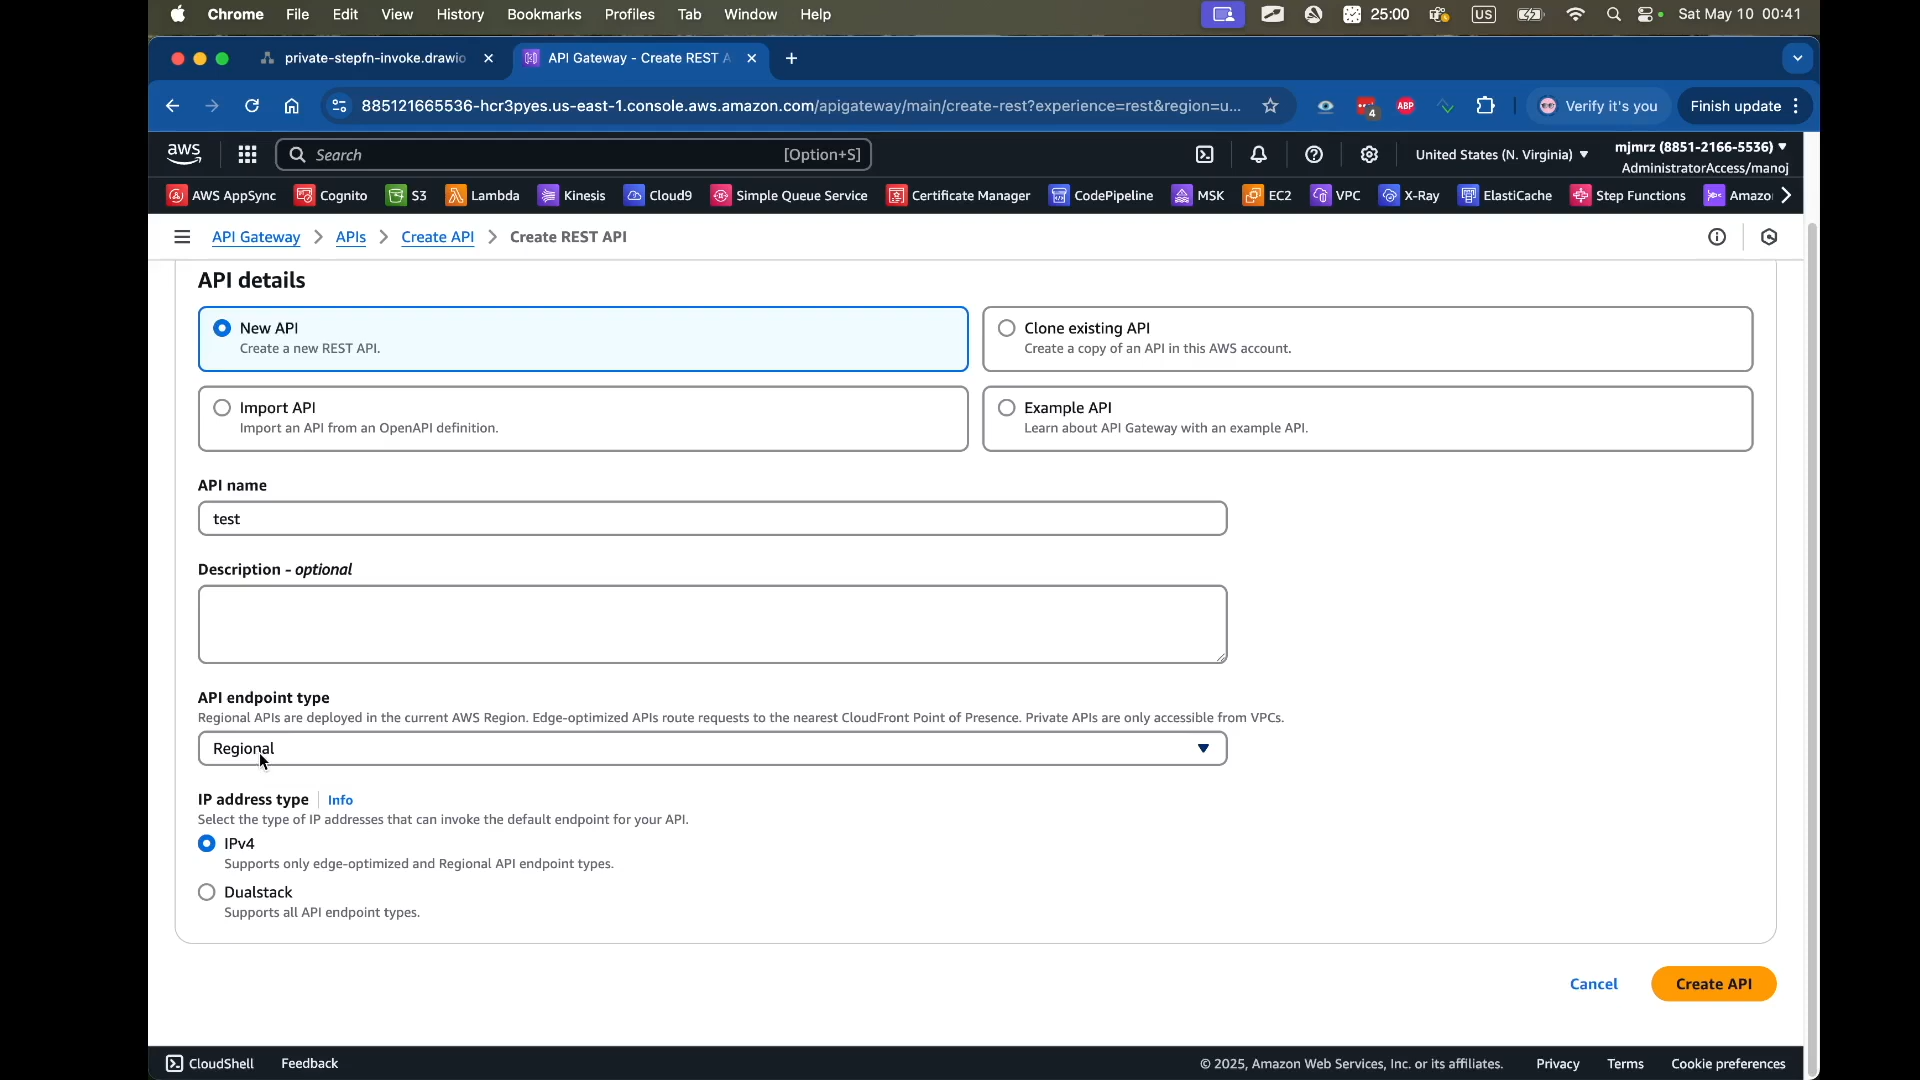 Chrome File Edit View History Bookmarks Profiles Tab Window Help 25:00 US Sat May 10 00:41
private-stepfn-invoke.drawio API Gateway - Create REST A
885121665536-hcr3pyes.us-east-1.console.aws.amazon.com/apigateway/main/create-rest?experience=rest&region=u... 4 ABP Verify it's you Finish update
aws Search [Option+S] United States (N. Virginia) mjmrz (8851-2166-5536)
AdministratorAccess/manoj
AWS AppSync Cognito S3 Lambda Kinesis Cloud9 Simple Queue Service Certificate Manager CodePipeline MSK EC2 VPC X-Ray ElastiCache Step Functions Amazo
API Gateway APIs Create API Create REST API
API details
New API
Create a new REST API.
Clone existing API
Create a copy of an API in this AWS account.
Import API
Import an API from an OpenAPI definition.
Example API
Learn about API Gateway with an example API.
API name
test
Description - optional
API endpoint type
Regional APIs are deployed in the current AWS Region. Edge-optimized APIs route requests to the nearest CloudFront Point of Presence. Private APIs are only accessible from VPCs.
Regional
IP address type Info
Select the type of IP addresses that can invoke the default endpoint for your API.
IPv4
Supports only edge-optimized and Regional API endpoint types.
Dualstack
Supports all API endpoint types.
Cancel Create API
CloudShell Feedback © 2025, Amazon Web Services, Inc. or its affiliates. Privacy Terms Cookie preferences